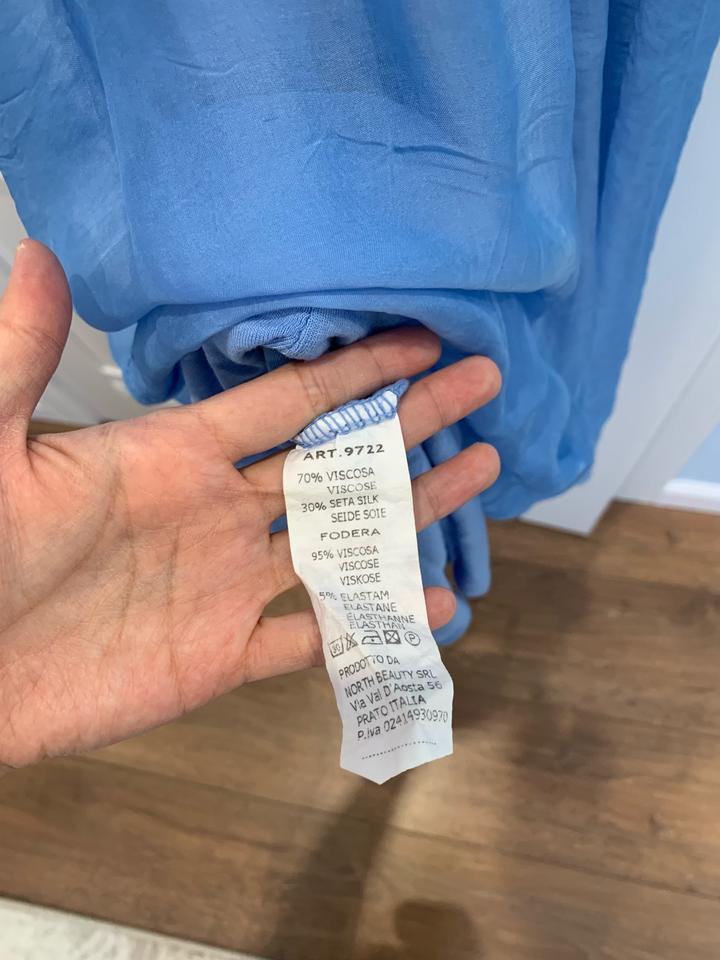 ART.9722
70% VISCOSA
VISCOSE
30% SETA SILK
SEIDE SOIE
FODERA
95% VISCOSA
VISCOSE
VISKOSE
5% ELASTAM
ELASTANE
ELASTHANNE
ELASTHAN
30 P
PRODOTTO DA
NORTH BEAUTY SRL
Via Val D'Aosta 56
PRATO ITALIA
P.iva 02414930970